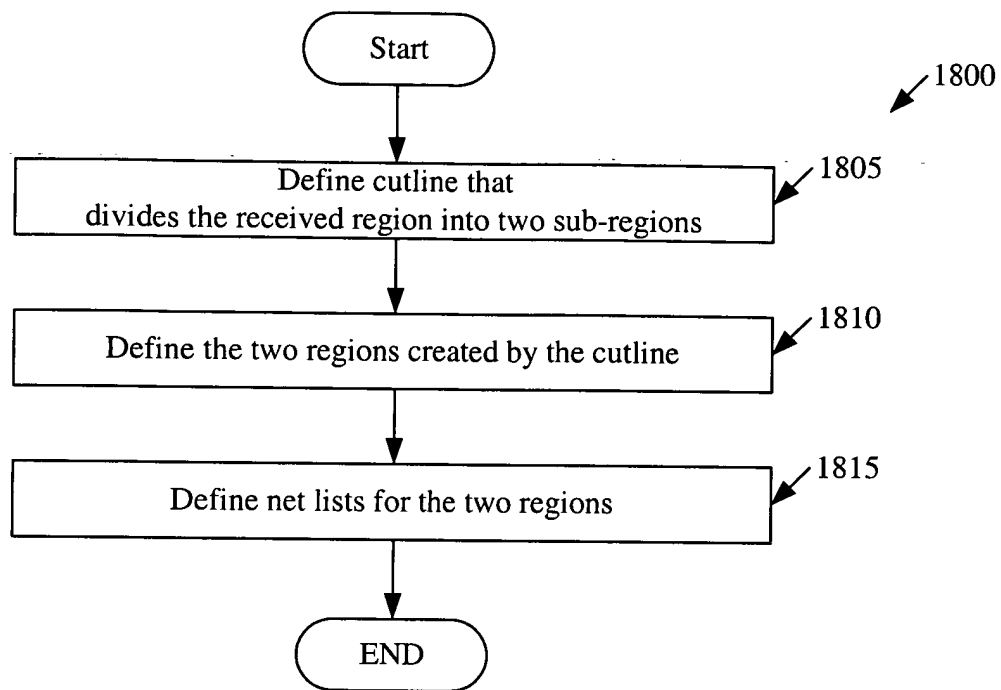 Start
1800
1805
Define cutline that
divides the received region into two sub-regions
1810
Define the two regions created by the cutline
1815
Define net lists for the two regions
END